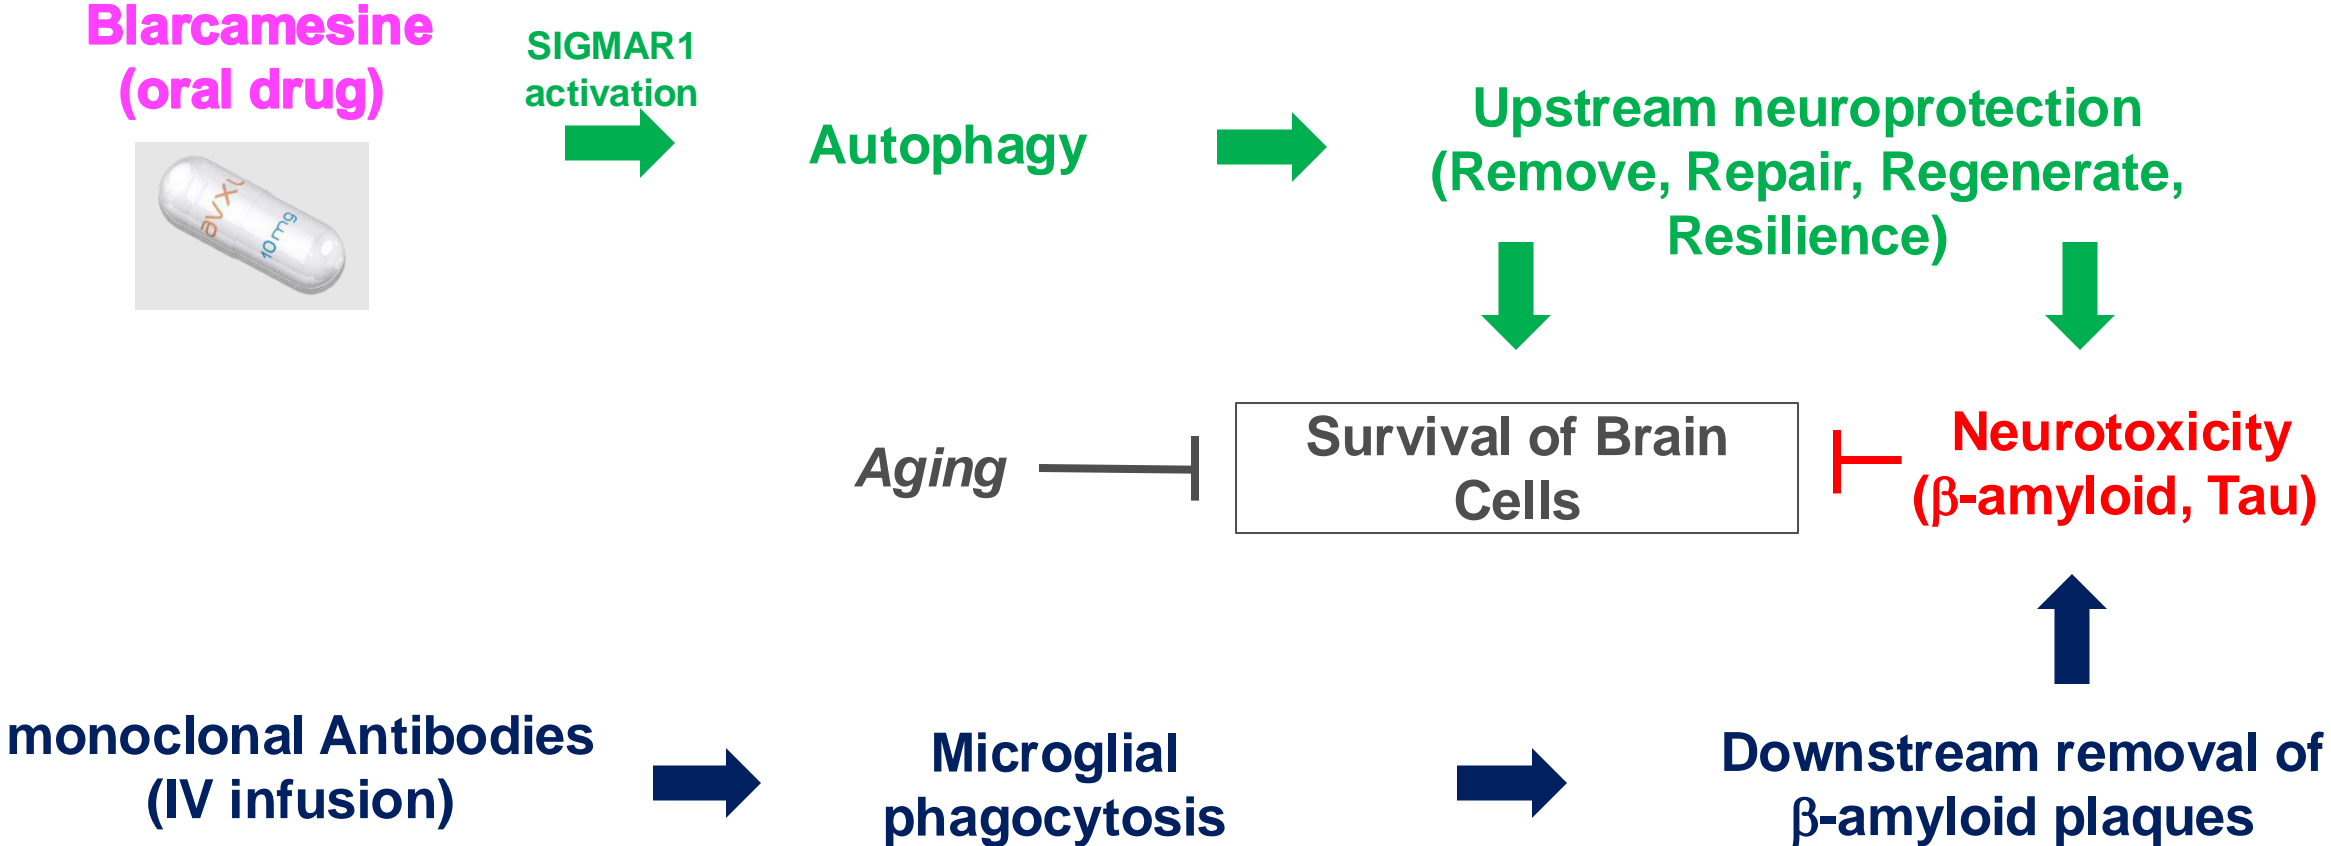 Blarcamesine
(oral drug)
SIGMAR1
activation
Autophagy
Upstream neuroprotection
(Remove, Repair, Regenerate,
Resilience)
10mg
Aging
Survival of Brain
Cells
Neurotoxicity
(β-amyloid, Tau)
monoclonal Antibodies
(IV infusion)
Microglial
phagocytosis
Downstream removal of
β-amyloid plaques